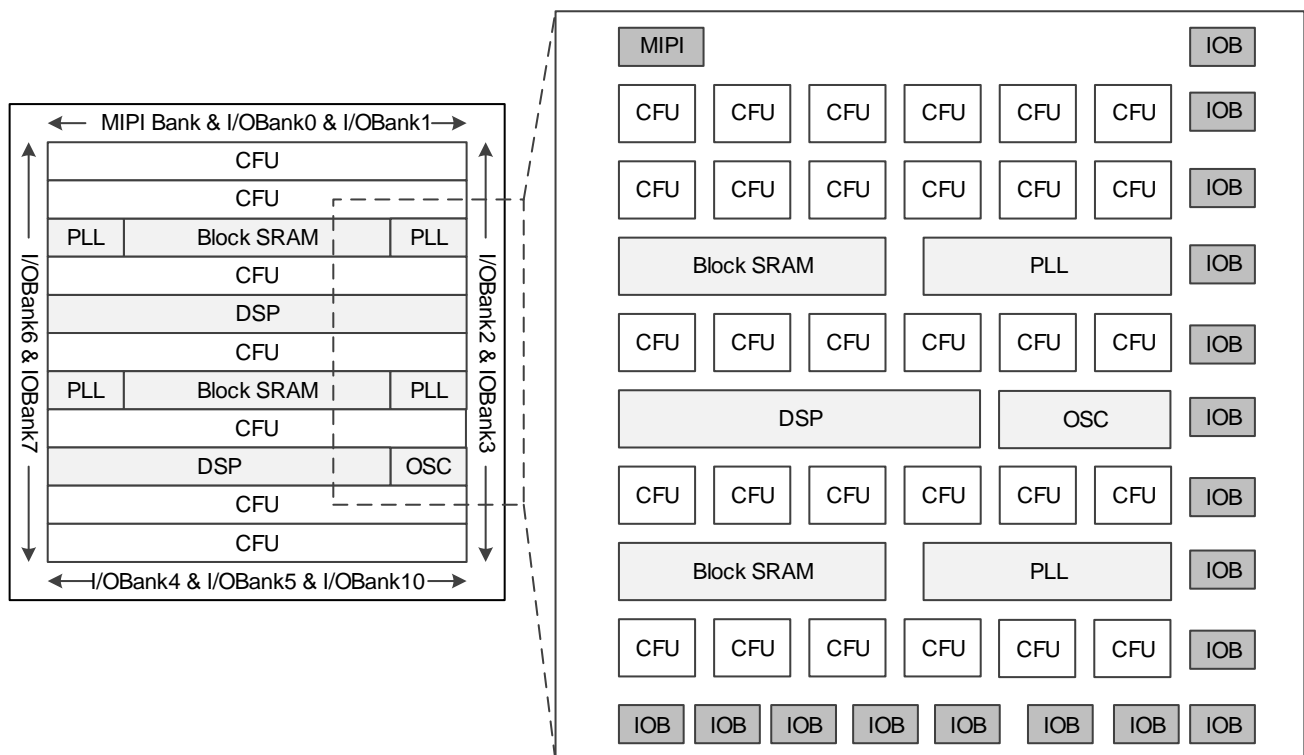 MIPI Bank & I/OBank0 & I/OBank1
I/OBank6 & IOBank7
CFU
CFU
PLL Block SRAM PLL
CFU
DSP
CFU
PLL Block SRAM PLL
CFU
DSP OSC
CFU
CFU
I/OBank2 & IOBank3
I/OBank4 & I/OBank5 & I/OBank10
MIPI IOB
CFU CFU CFU CFU CFU CFU IOB
CFU CFU CFU CFU CFU CFU IOB
Block SRAM PLL IOB
CFU CFU CFU CFU CFU CFU IOB
DSP OSC IOB
CFU CFU CFU CFU CFU CFU IOB
Block SRAM PLL IOB
CFU CFU CFU CFU CFU CFU IOB
IOB IOB IOB IOB IOB IOB IOB IOB